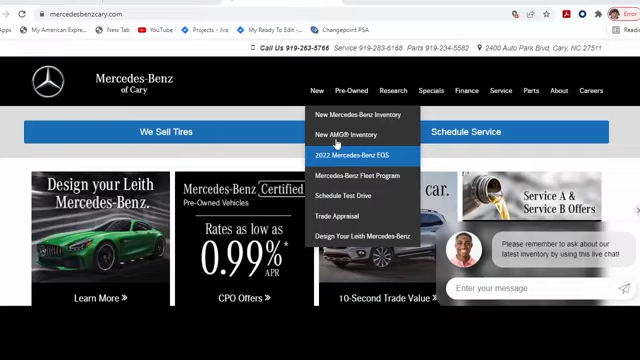 mercedesbenzcary.com
Error
Apps
My American Expre...
New Tab
YouTube
Projects - Jira
My Ready To Edit -...
Changepoint PSA
Readin
Call Us 919-263-5766 Service 919-283-6168 Parts 919-234-5582 2400 Auto Park Blvd, Cary, NC 27511
Mercedes-Benz
of Cary
New Pre-Owned Research Specials Finance Service Parts About Careers
New Mercedes-Benz Inventory
New AMG® Inventory
2022 Mercedes-Benz EQS
Mercedes-Benz Fleet Program
Schedule Test Drive
Trade Appraisal
Design Your Leith Mercedes-Benz
We Sell Tires
Schedule Service
Design your Leith
Mercedes-Benz.
Learn More »
Mercedes-Benz Certified
Pre-Owned Vehicles
Rates as low as
0.99%*
APR
CPO Offers »
car.
10-Second Trade Value »
Service A &
Service B Offers
Please remember to ask about our
latest inventory by using this live chat!
Enter your message